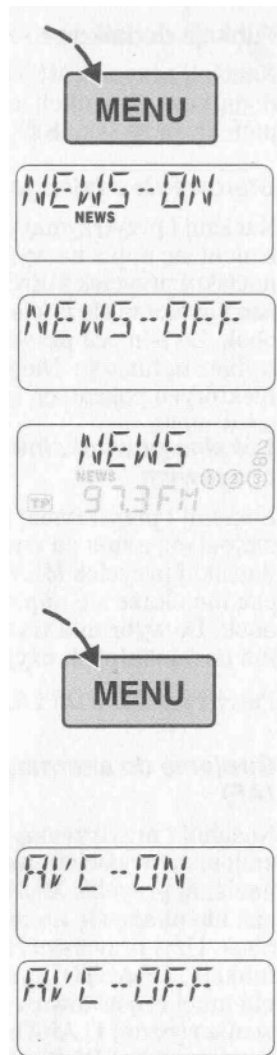 MENU
NEWS-ON
NEWS
NEWS-OFF
NEWS 2
NEWS ① ② ③
TP 97.3FM
MENU
AVC-ON
AVC-OFF